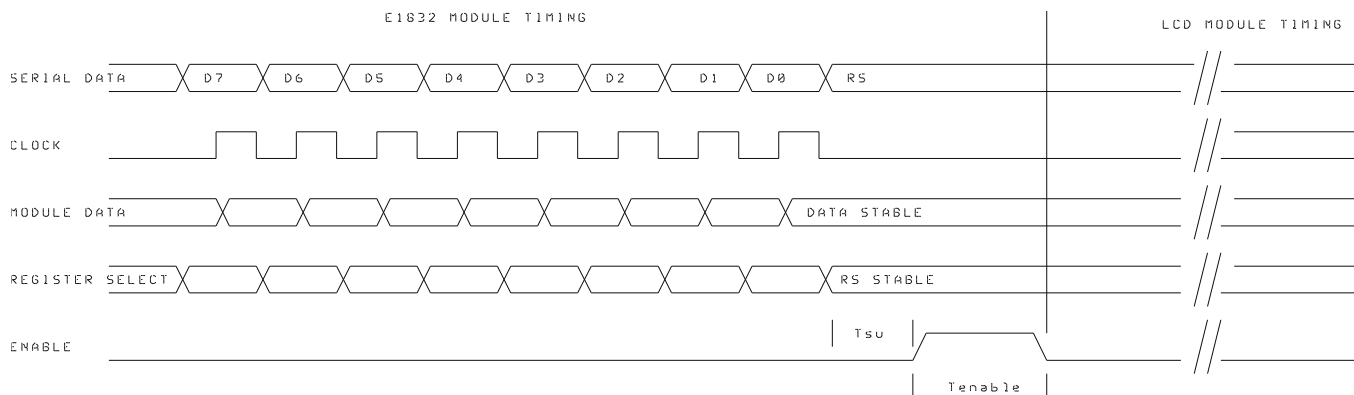 E1832 MODULE TIMING
LCD MODULE TIMING
SERIAL DATA D7 D6 D5 D4 D3 D2 D1 D0 RS
CLOCK
MODULE DATA DATA STABLE
REGISTER SELECT RS STABLE
Tsu
ENABLE
Tenable